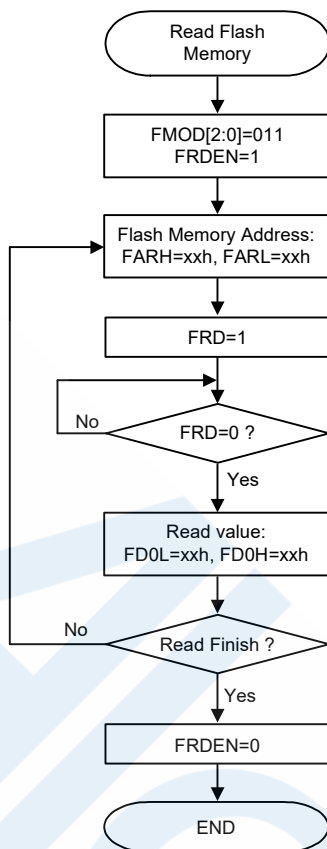 Read Flash
Memory
FMOD[2:0]=011
FRDEN=1
Flash Memory Address:
FARH=xxh, FARL=xxh
FRD=1
No
FRD=0 ?
Yes
Read value:
FD0L=xxh, FD0H=xxh
No
Read Finish ?
Yes
FRDEN=0
END